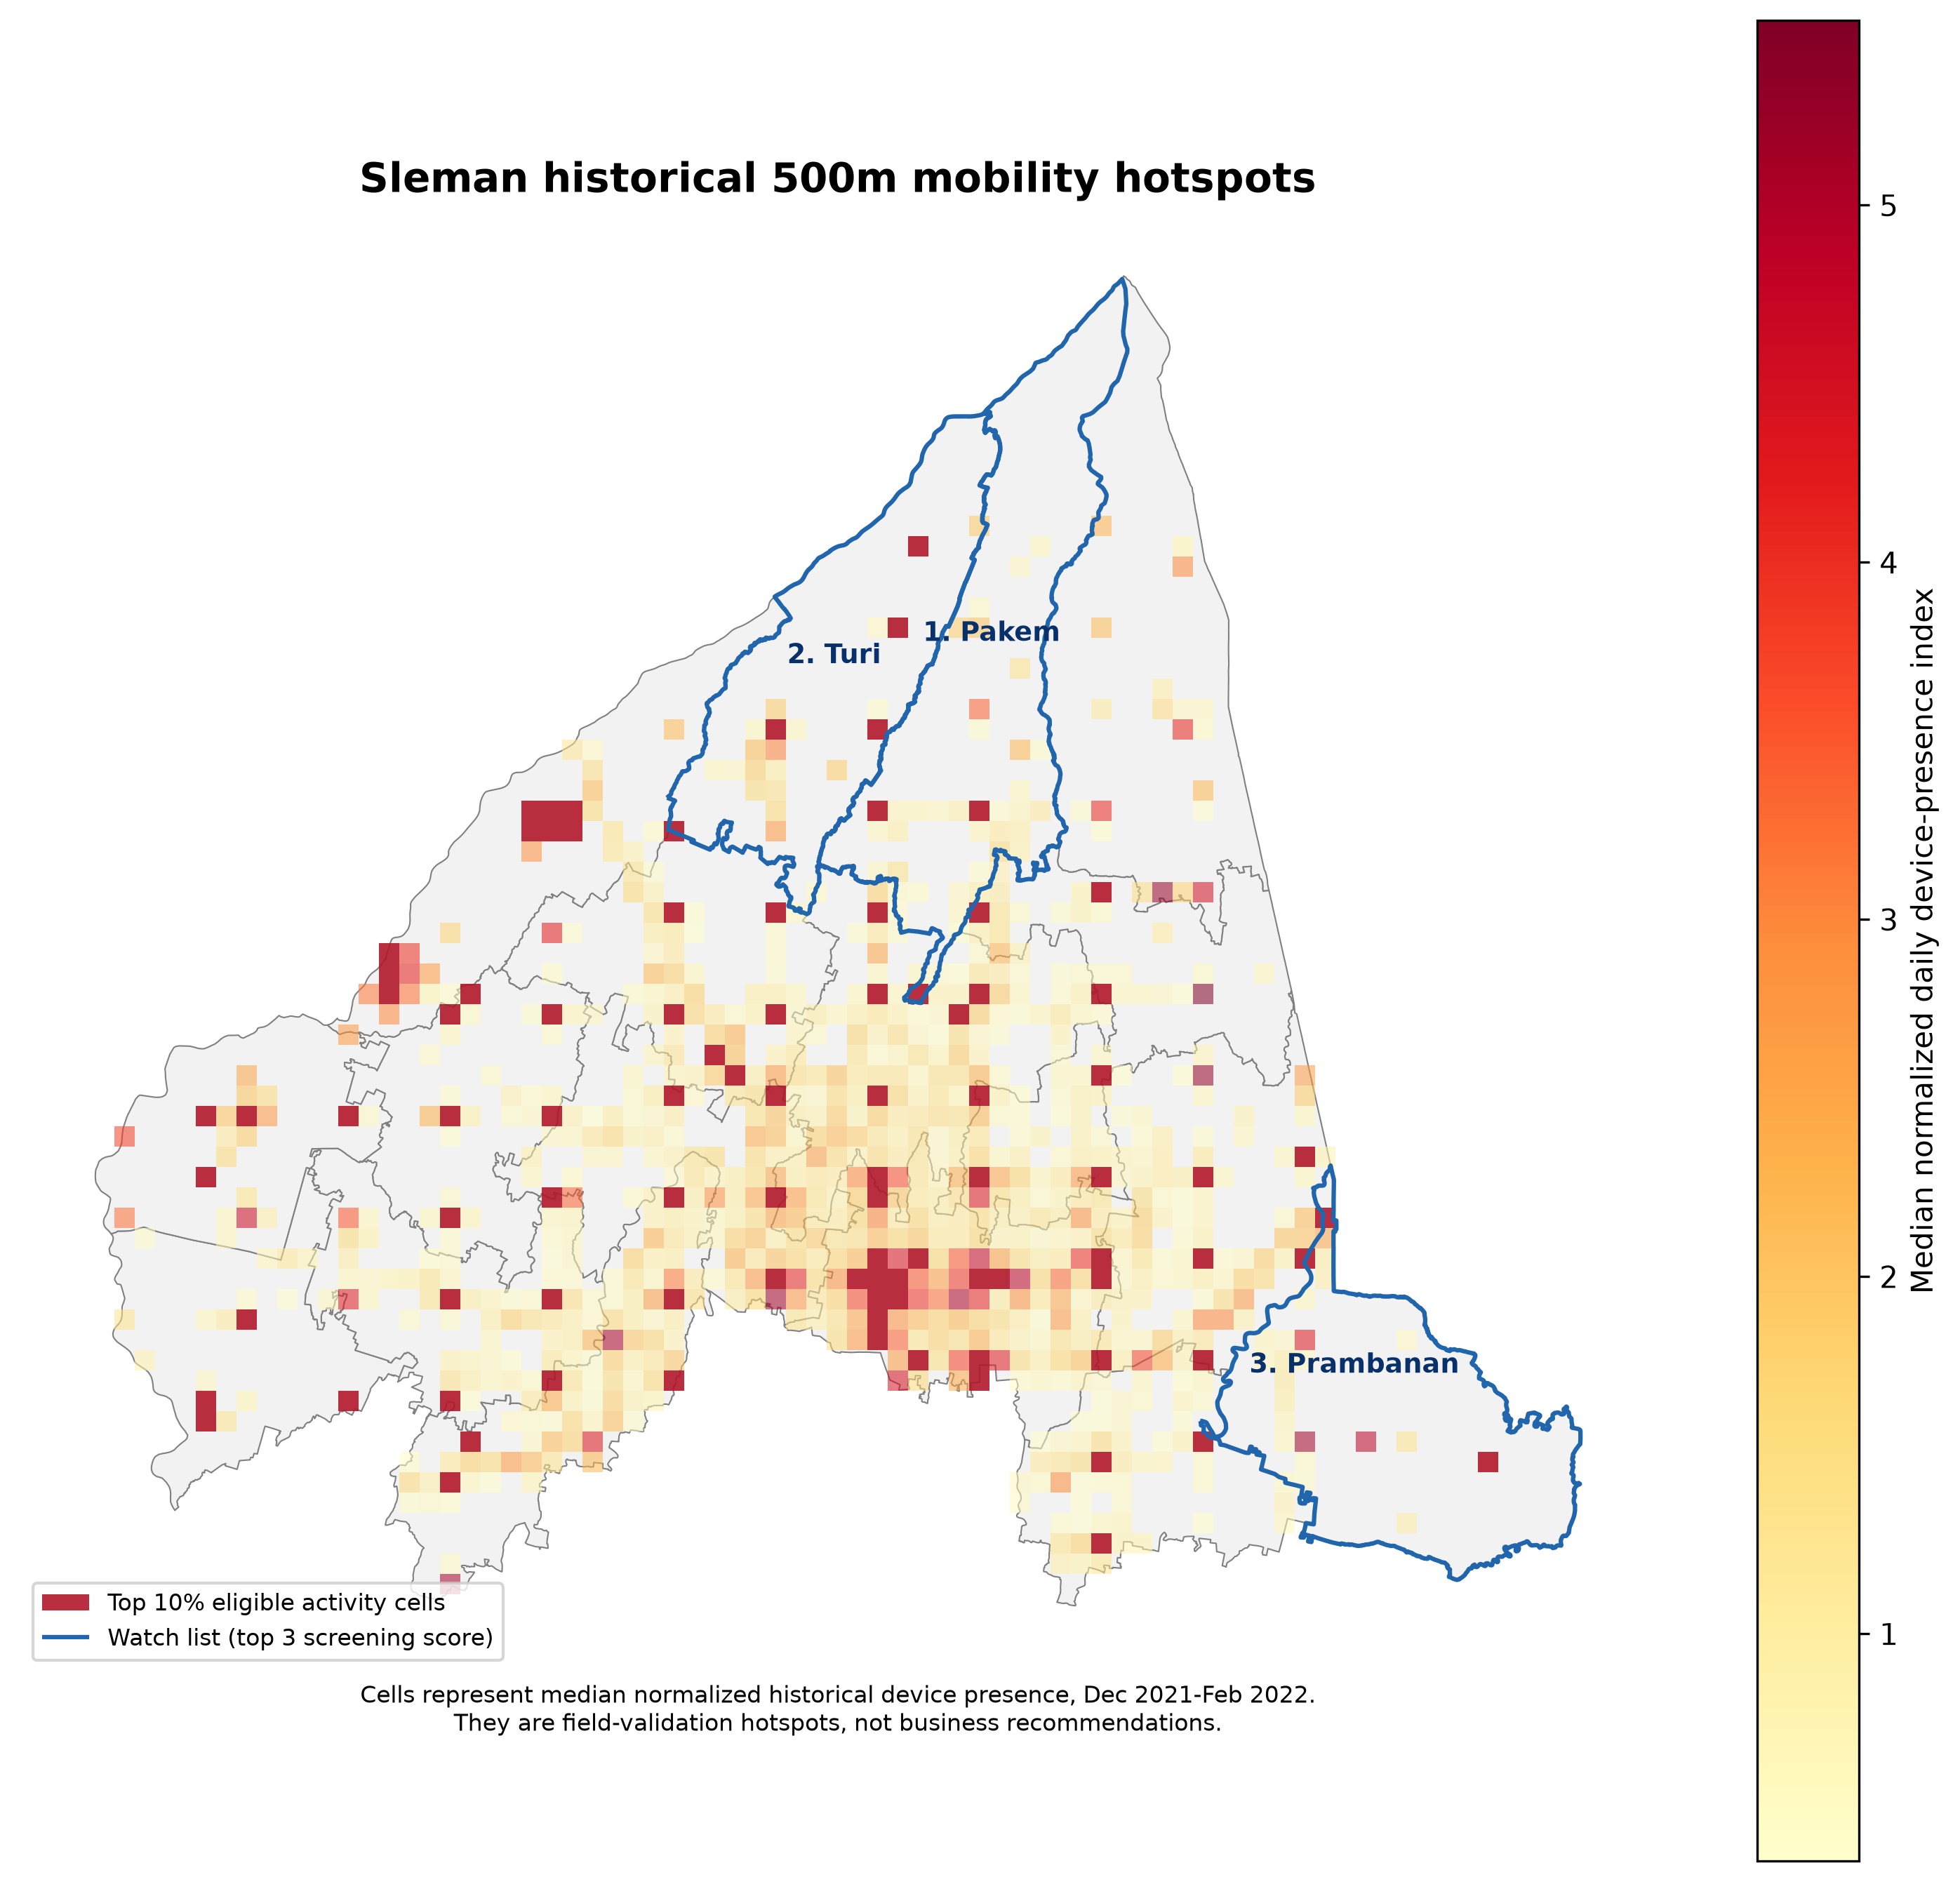 Sleman historical 500m mobility hotspots
1. Pakem
2. Turi
3. Prambanan
Top 10% eligible activity cells
Watch list (top 3 screening score)
Cells represent median normalized historical device presence, Dec 2021-Feb 2022.
They are field-validation hotspots, not business recommendations.
5
4
3
2
1
Median normalized daily device-presence index